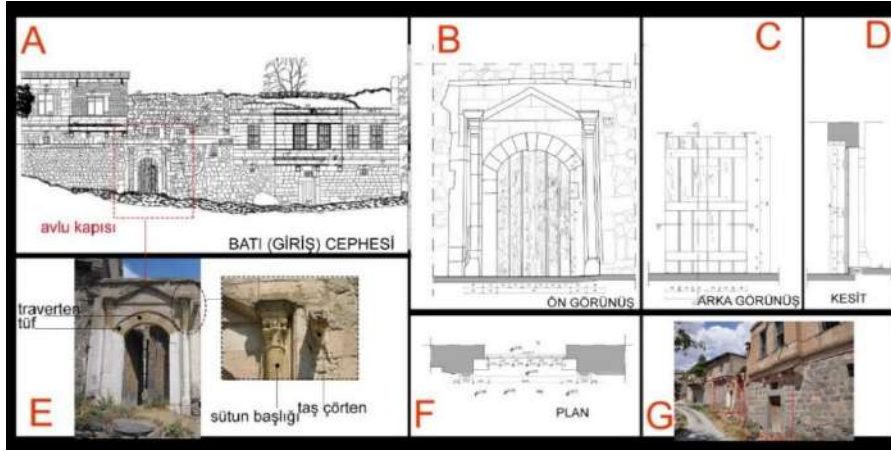 A
B
C
D
avlu kapısı
BATI (GİRİŞ) CEPHESİ
ÖN GÖRÜNÜŞ
ARKA GÖRÜNÜŞ
KESİT
traverten
tüf
E
sütun başlığı
taş çörten
F
PLAN
G